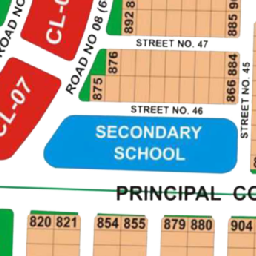 892
885
ROAD NO 08
STREET NO. 47
876
875
866 884
STREET NO. 45
STREET NO. 46
CL-07
SECONDARY
SCHOOL
PRINCIPAL
820 821 854 855 879 880 904